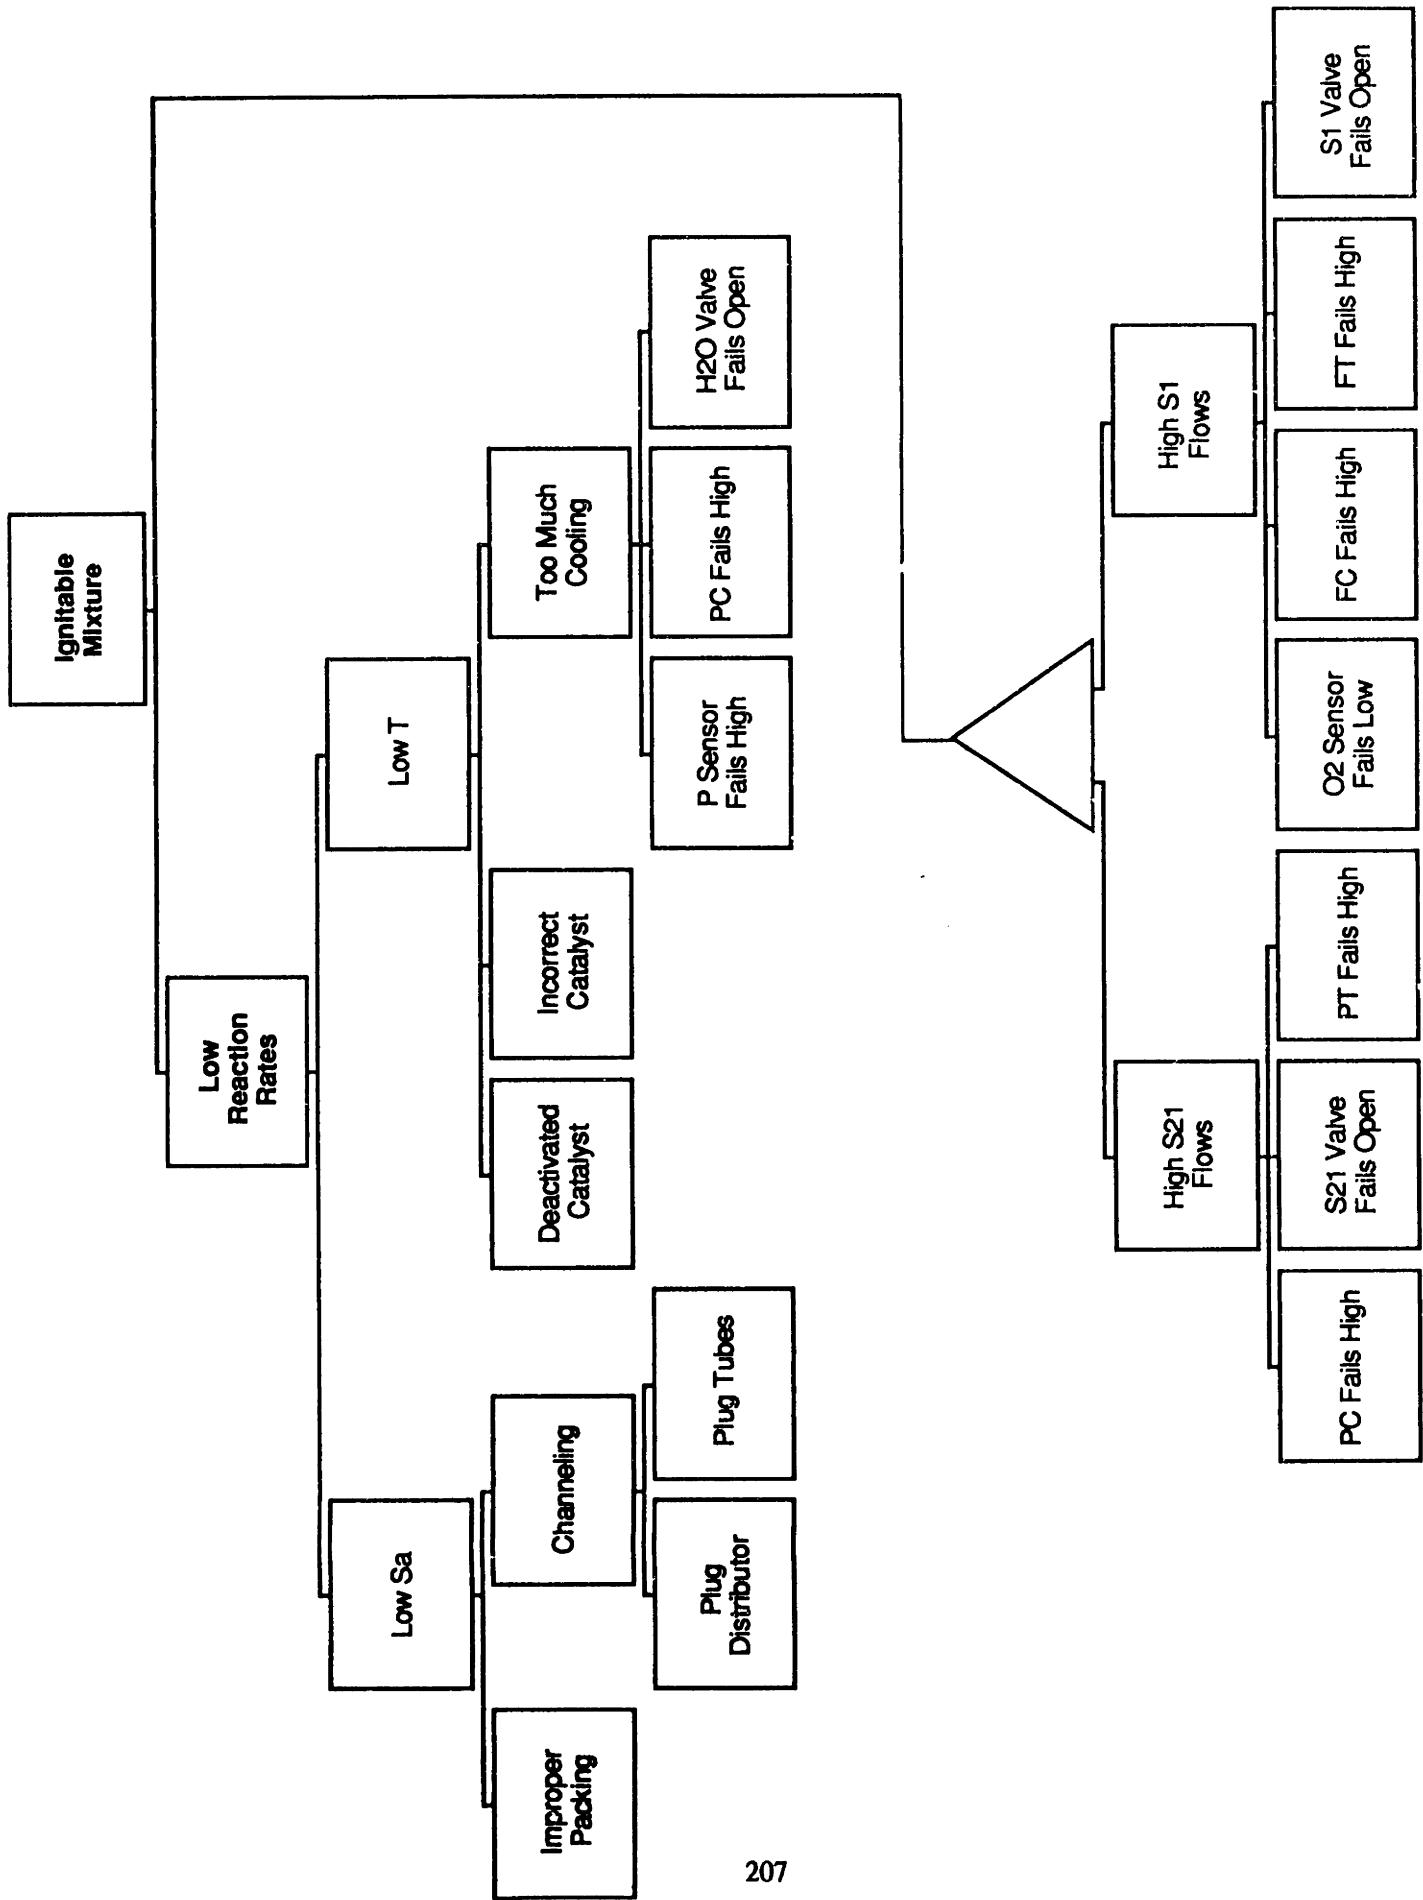 Ignitable
Mixture
Low
Reaction
Rates
Low Sa
Low T
Improper
Packing
Channeling
Deactivated
Catalyst
Incorrect
Catalyst
Too Much
Cooling
Plug
Distributor
Plug Tubes
P Sensor
Fails High
PC Fails High
H2O Valve
Fails Open
High S21
Flows
High S1
Flows
PC Fails High
S21 Valve
Fails Open
PT Fails High
O2 Sensor
Fails Low
FC Fails High
FT Fails High
S1 Valve
Fails Open
207